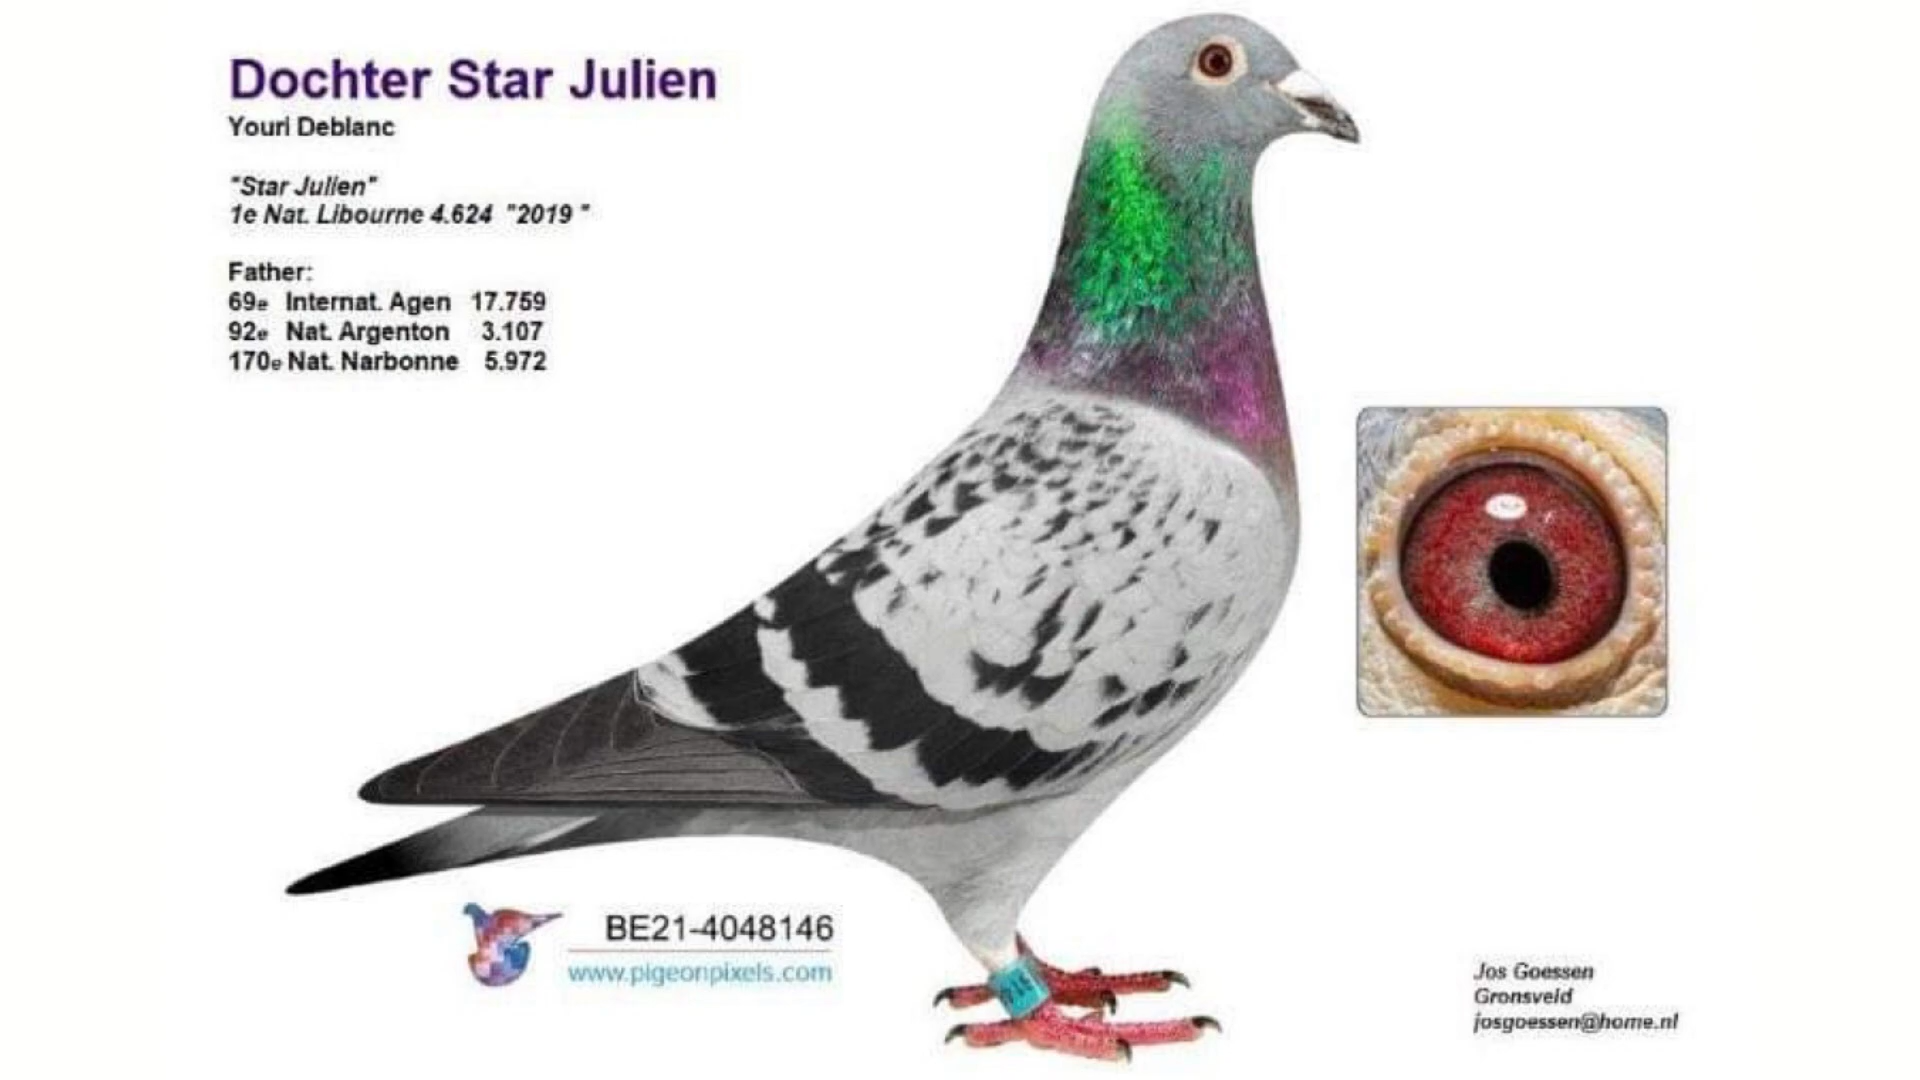 Dochter Star Julien
Youri Deblanc
"Star Julien"
1e Nat. Libourne 4.624 "2019 "
Father:
69e Internat. Agen 17.759
92e Nat. Argenton 3.107
170e Nat. Narbonne 5.972
BE21-4048146
www.pigeonpixels.com
Jos Goessen
Gronsveld
josgoessen@home.nl